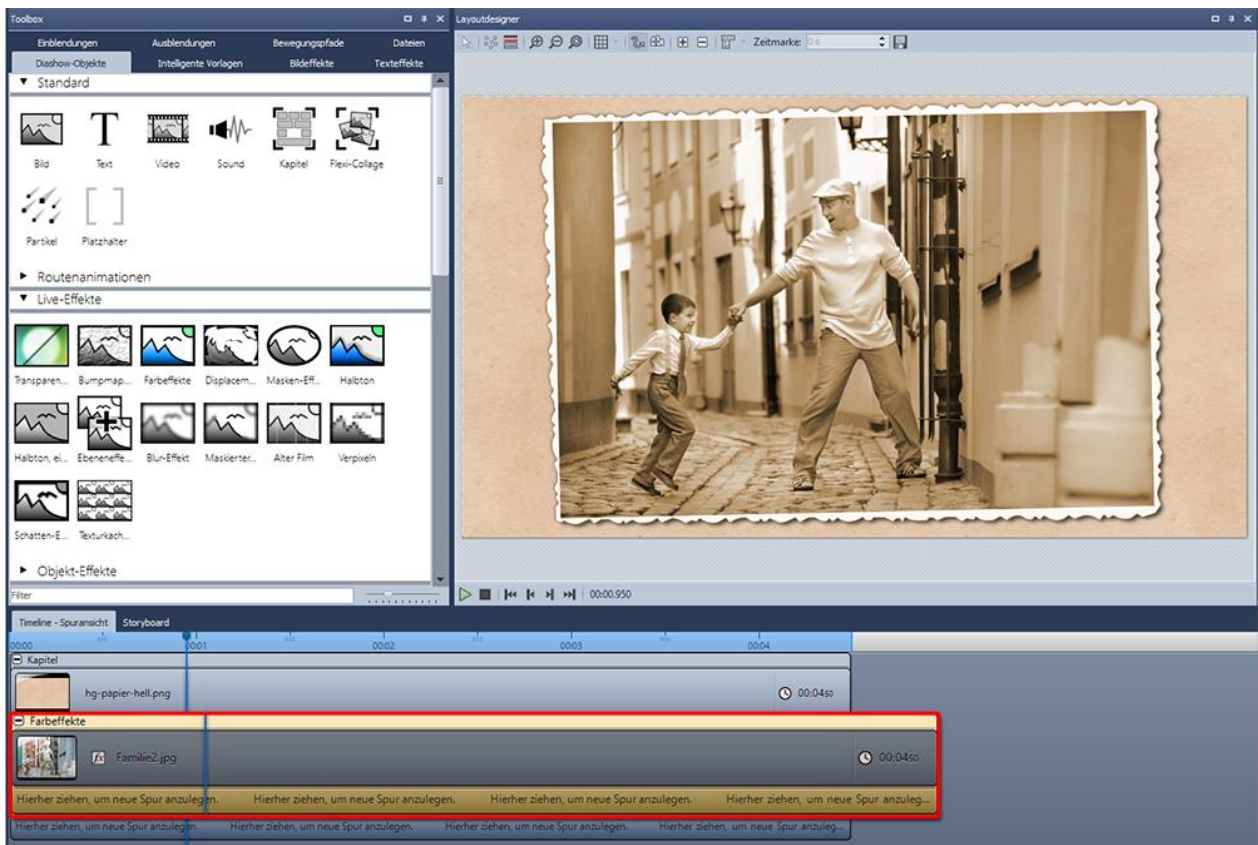 Toolbox
Layoutdesigner
Einblendungen Ausblendungen Bewegungspfade Dateien
Diashow-Objekte Intelligente Vorlagen Bildeffekte Texteffekte
Zeitmarke: 0 s
Standard
Bild Text Video Sound Kapitel Flexi-Collage
Partikel Platzhalter
Routenanimationen
Live-Effekte
Transparen... Bumpmap... Farbeffekte Displacem... Masken-Eff... Halbton
Halbton, ei... Ebeneneffe... Blur-Effekt Maskierter... Alter Film Verpixeln
Schatten-E... Texturkach...
Objekt-Effekte
Filter
00:00.950
Timeline - Spuransicht Storyboard
00:00 00:01 00:02 00:03 00:04
Kapitel
hg-papier-hell.png 00:0450
Farbeffekte
fx Familie2.jpg 00:0450
Hierher ziehen, um neue Spur anzulegen. Hierher ziehen, um neue Spur anzulegen. Hierher ziehen, um neue Spur anzulegen. Hierher ziehen, um neue Spur anzuleg...
Hierher ziehen, um neue Spur anzulegen. Hierher ziehen, um neue Spur anzulegen. Hierher ziehen, um neue Spur anzulegen. Hierher ziehen, um neue Spur anzuleg...